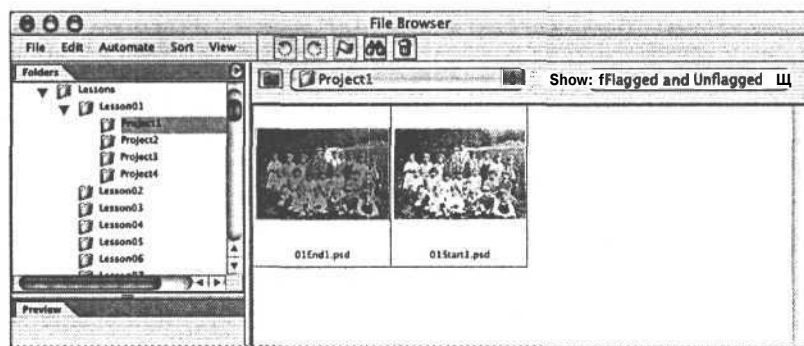 File Browser
File Edit Automate Sort View
Folders
Project1
Show: fFlagged and Unflagged Щ
Lessons
Lesson01
Project1
Project2
Project3
Project4
Lesson02
Lesson03
Lesson04
Lesson05
Lesson06
01End1.psd
01Start1.psd
Preview